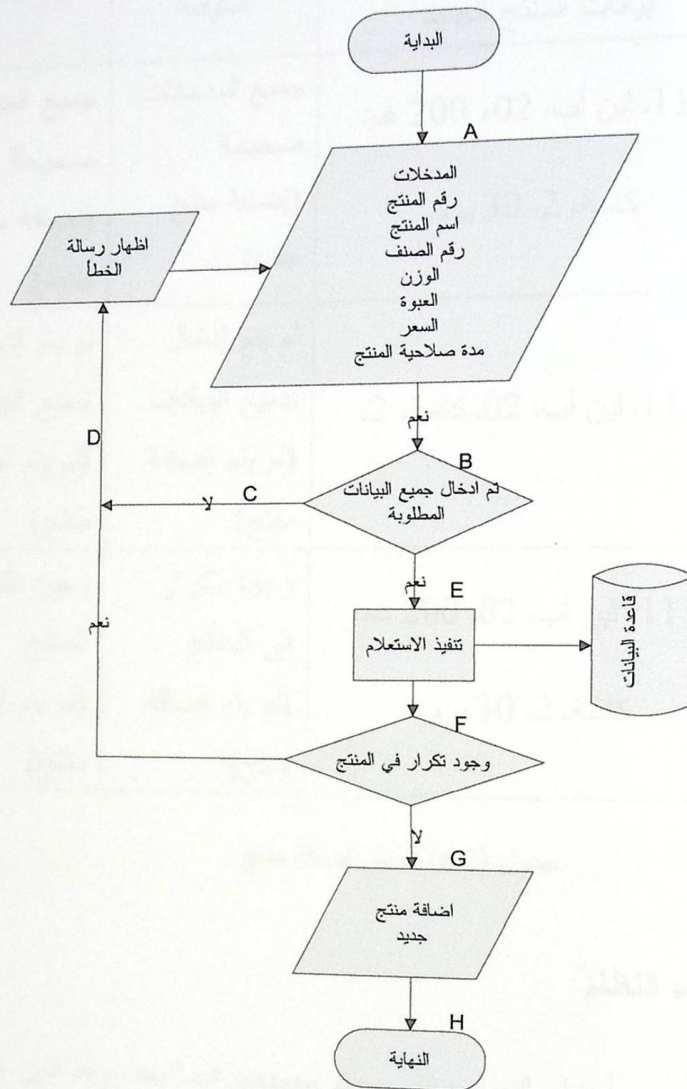 البداية
A
المدخلات
رقم المنتج
اسم المنتج
رقم الصنف
الوزن
العبوة
السعر
مدة صلاحية المنتج
اظهار رسالة
الخطأ
نعم
D
B
تم ادخال جميع البيانات
المطلوبة
C
لا
نعم
E
تنفيذ الاستعلام
قاعدة البيانات
نعم
F
وجود تكرار في المنتج
لا
G
اضافة منتج
جديد
H
النهاية